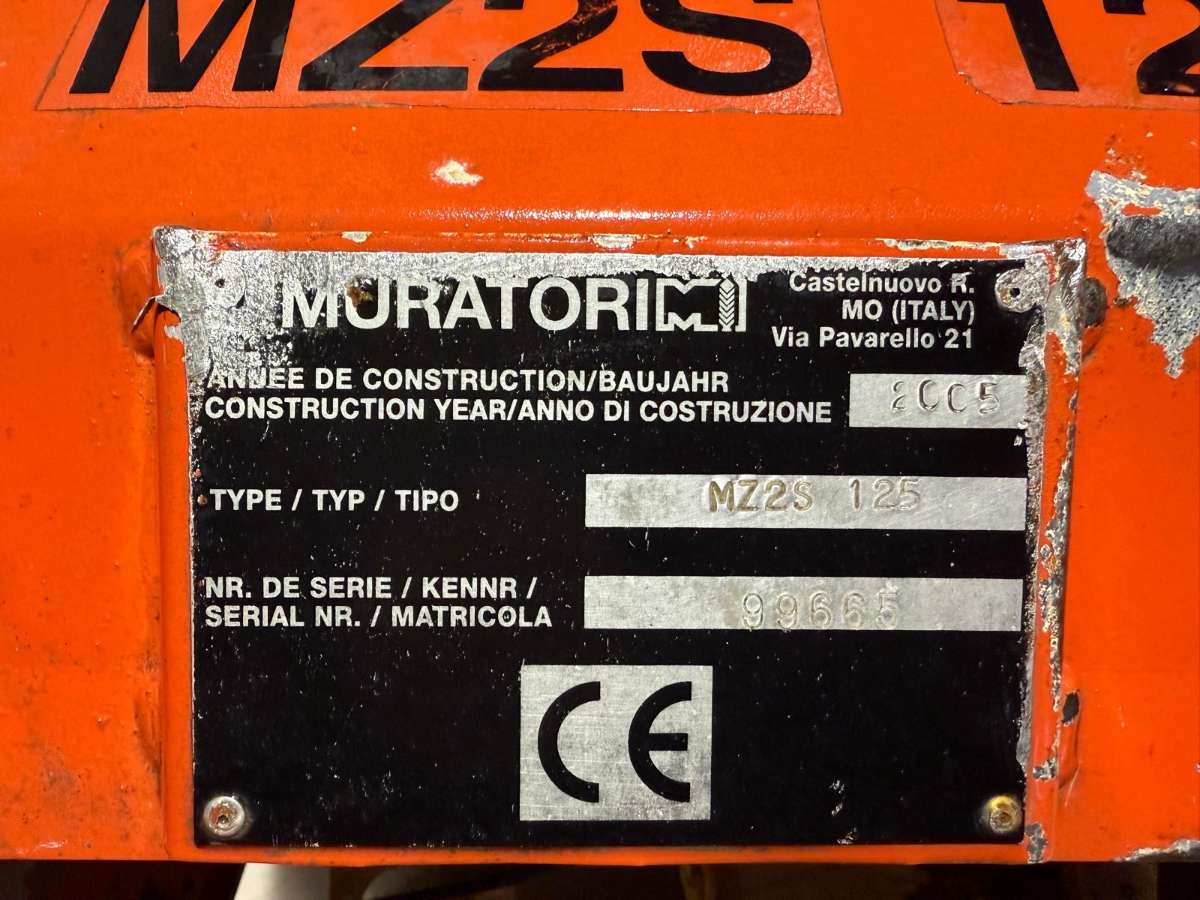 MZ2S 12
MURATORI
Castelnuovo R.
MO (ITALY)
Via Pavarello 21
ANNEE DE CONSTRUCTION/BAUJAHR
CONSTRUCTION YEAR/ANNO DI COSTRUZIONE
2005
TYPE / TYP / TIPO
MZ2S 125
NR. DE SERIE / KENNR /
SERIAL NR. / MATRICOLA
99665
CE